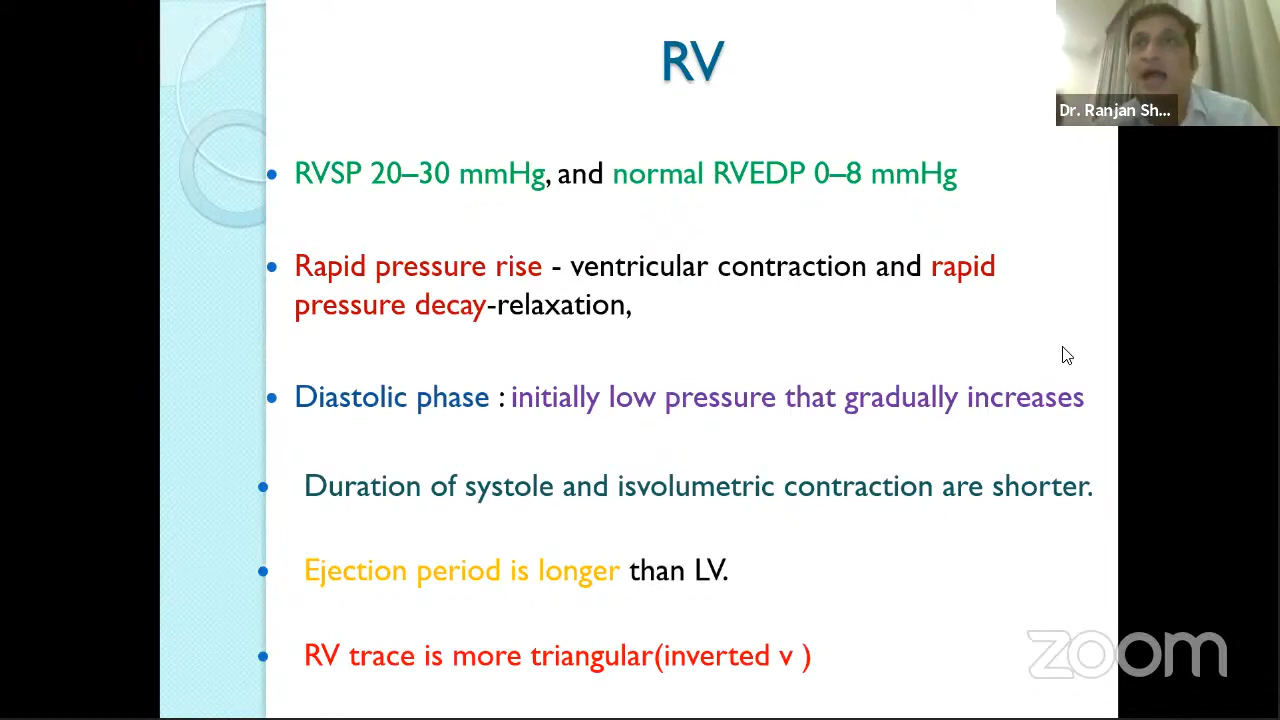 RV
Dr. Ranjan Sh...
RVSP 20–30 mmHg, and normal RVEDP 0–8 mmHg
Rapid pressure rise - ventricular contraction and rapid
pressure decay-relaxation,
Diastolic phase : initially low pressure that gradually increases
Duration of systole and isvolumetric contraction are shorter.
Ejection period is longer than LV.
RV trace is more triangular(inverted v )
zoom